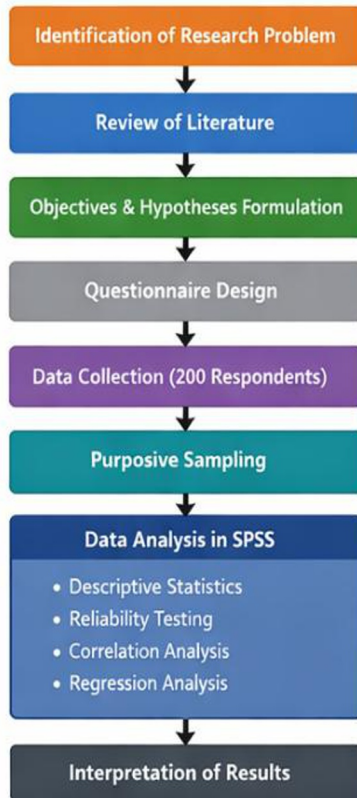 Identification of Research Problem
Review of Literature
Objectives & Hypotheses Formulation
Questionnaire Design
Data Collection (200 Respondents)
Purposive Sampling
Data Analysis in SPSS
• Descriptive Statistics
• Reliability Testing
• Correlation Analysis
• Regression Analysis
Interpretation of Results